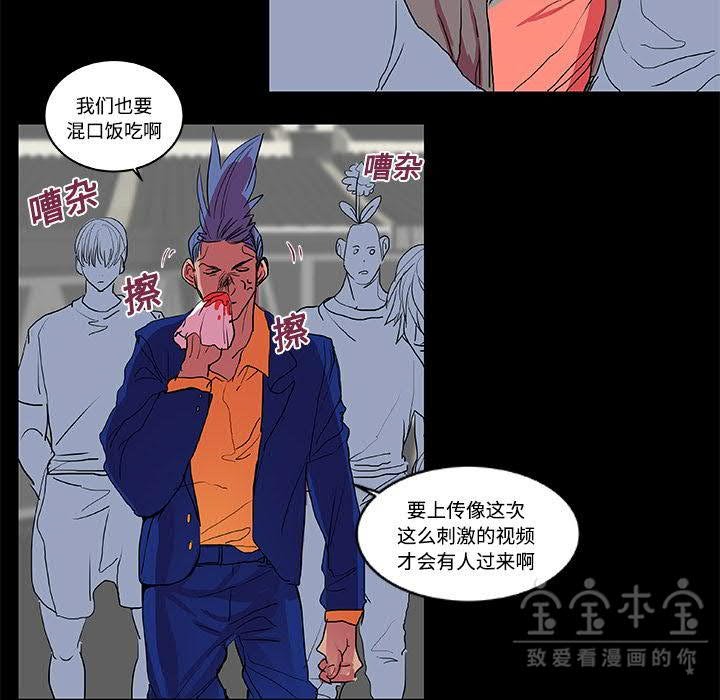 我们也要
混口饭吃啊
嘈杂
嘈杂
擦
擦
要上传像这次
这么刺激的视频
才会有人过来啊
宝宝本宝
致爱看漫画的你